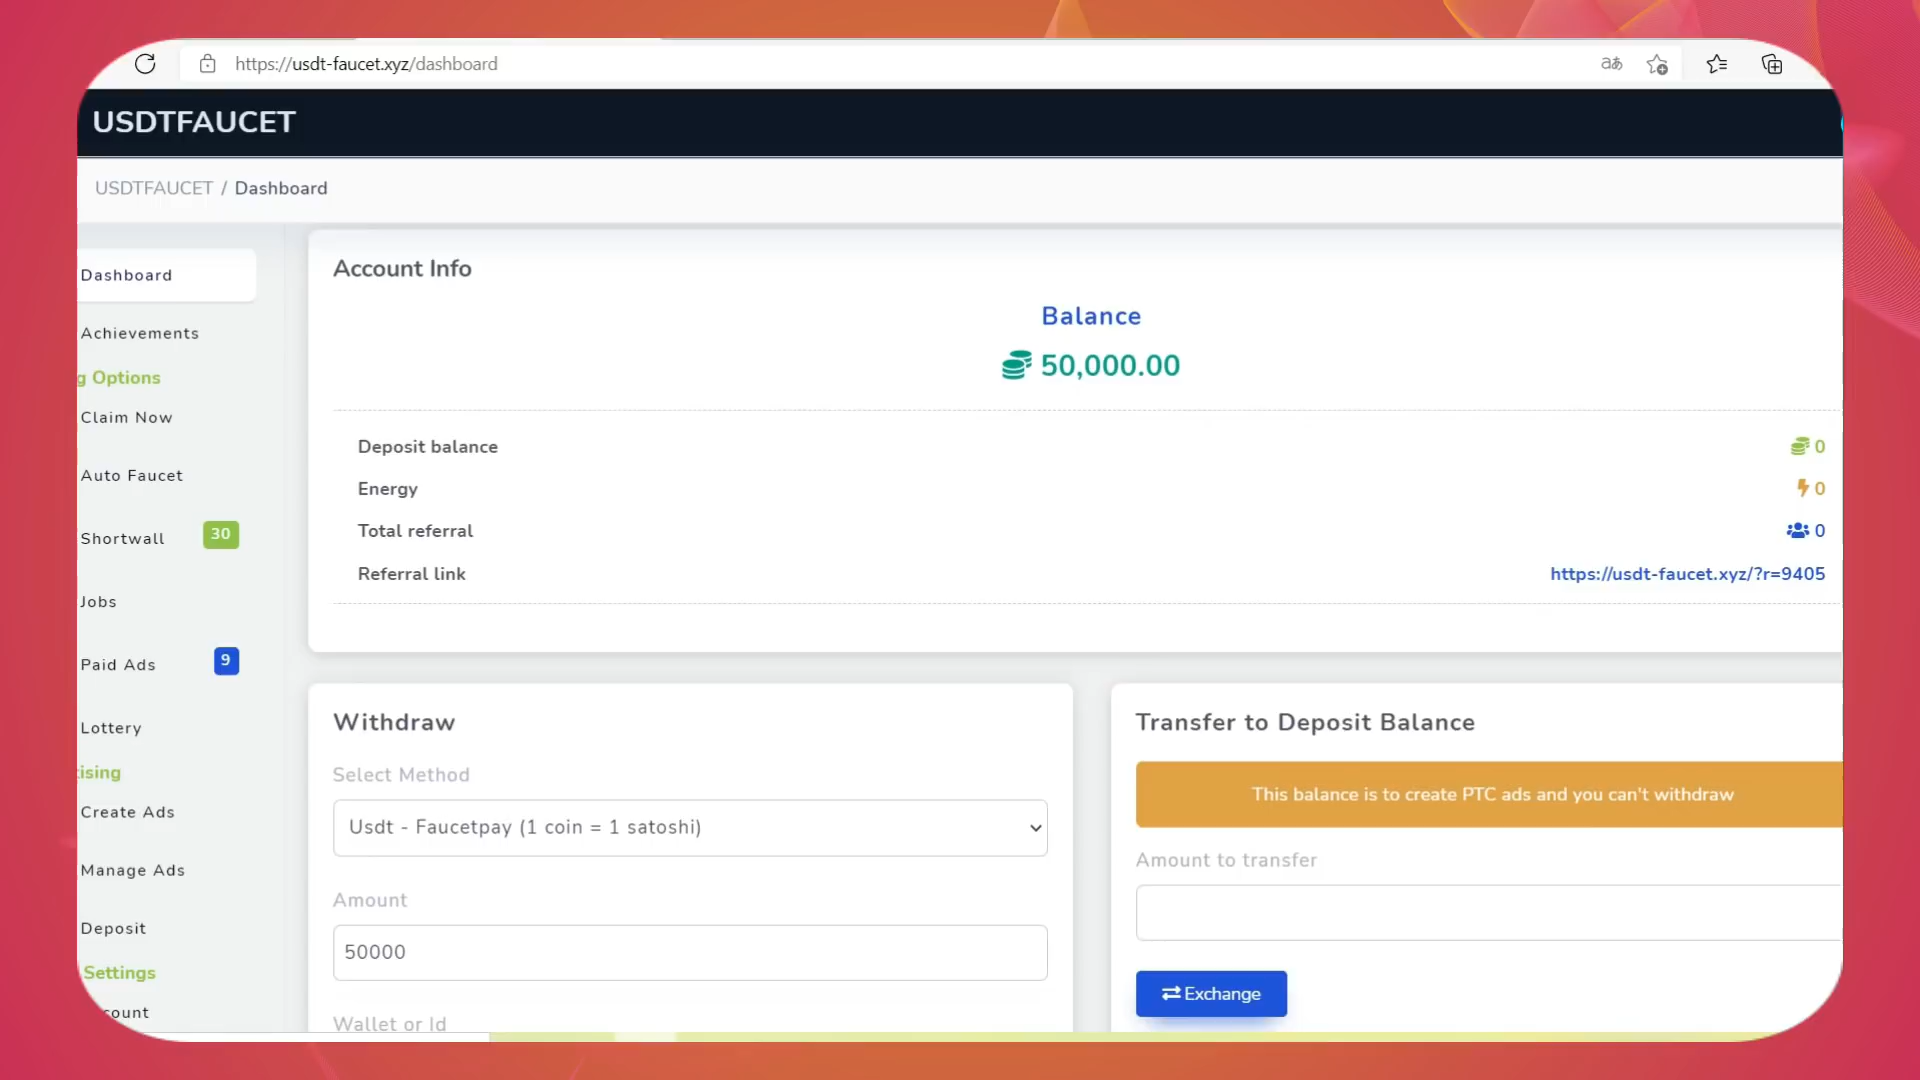 https://usdt-faucet.xyz/dashboard
aあ
USDTFAUCET
USDTFAUCET / Dashboard
Dashboard
Achievements
g Options
Claim Now
Auto Faucet
Shortwall 30
Jobs
Paid Ads 9
Lottery
tising
Create Ads
Manage Ads
Deposit
Settings
count
Account Info
Balance
50,000.00
Deposit balance 0
Energy 0
Total referral 0
Referral link https://usdt-faucet.xyz/?r=9405
Withdraw
Select Method
Usdt - Faucetpay (1 coin = 1 satoshi)
Amount
50000
Wallet or Id
Transfer to Deposit Balance
This balance is to create PTC ads and you can't withdraw
Amount to transfer
Exchange